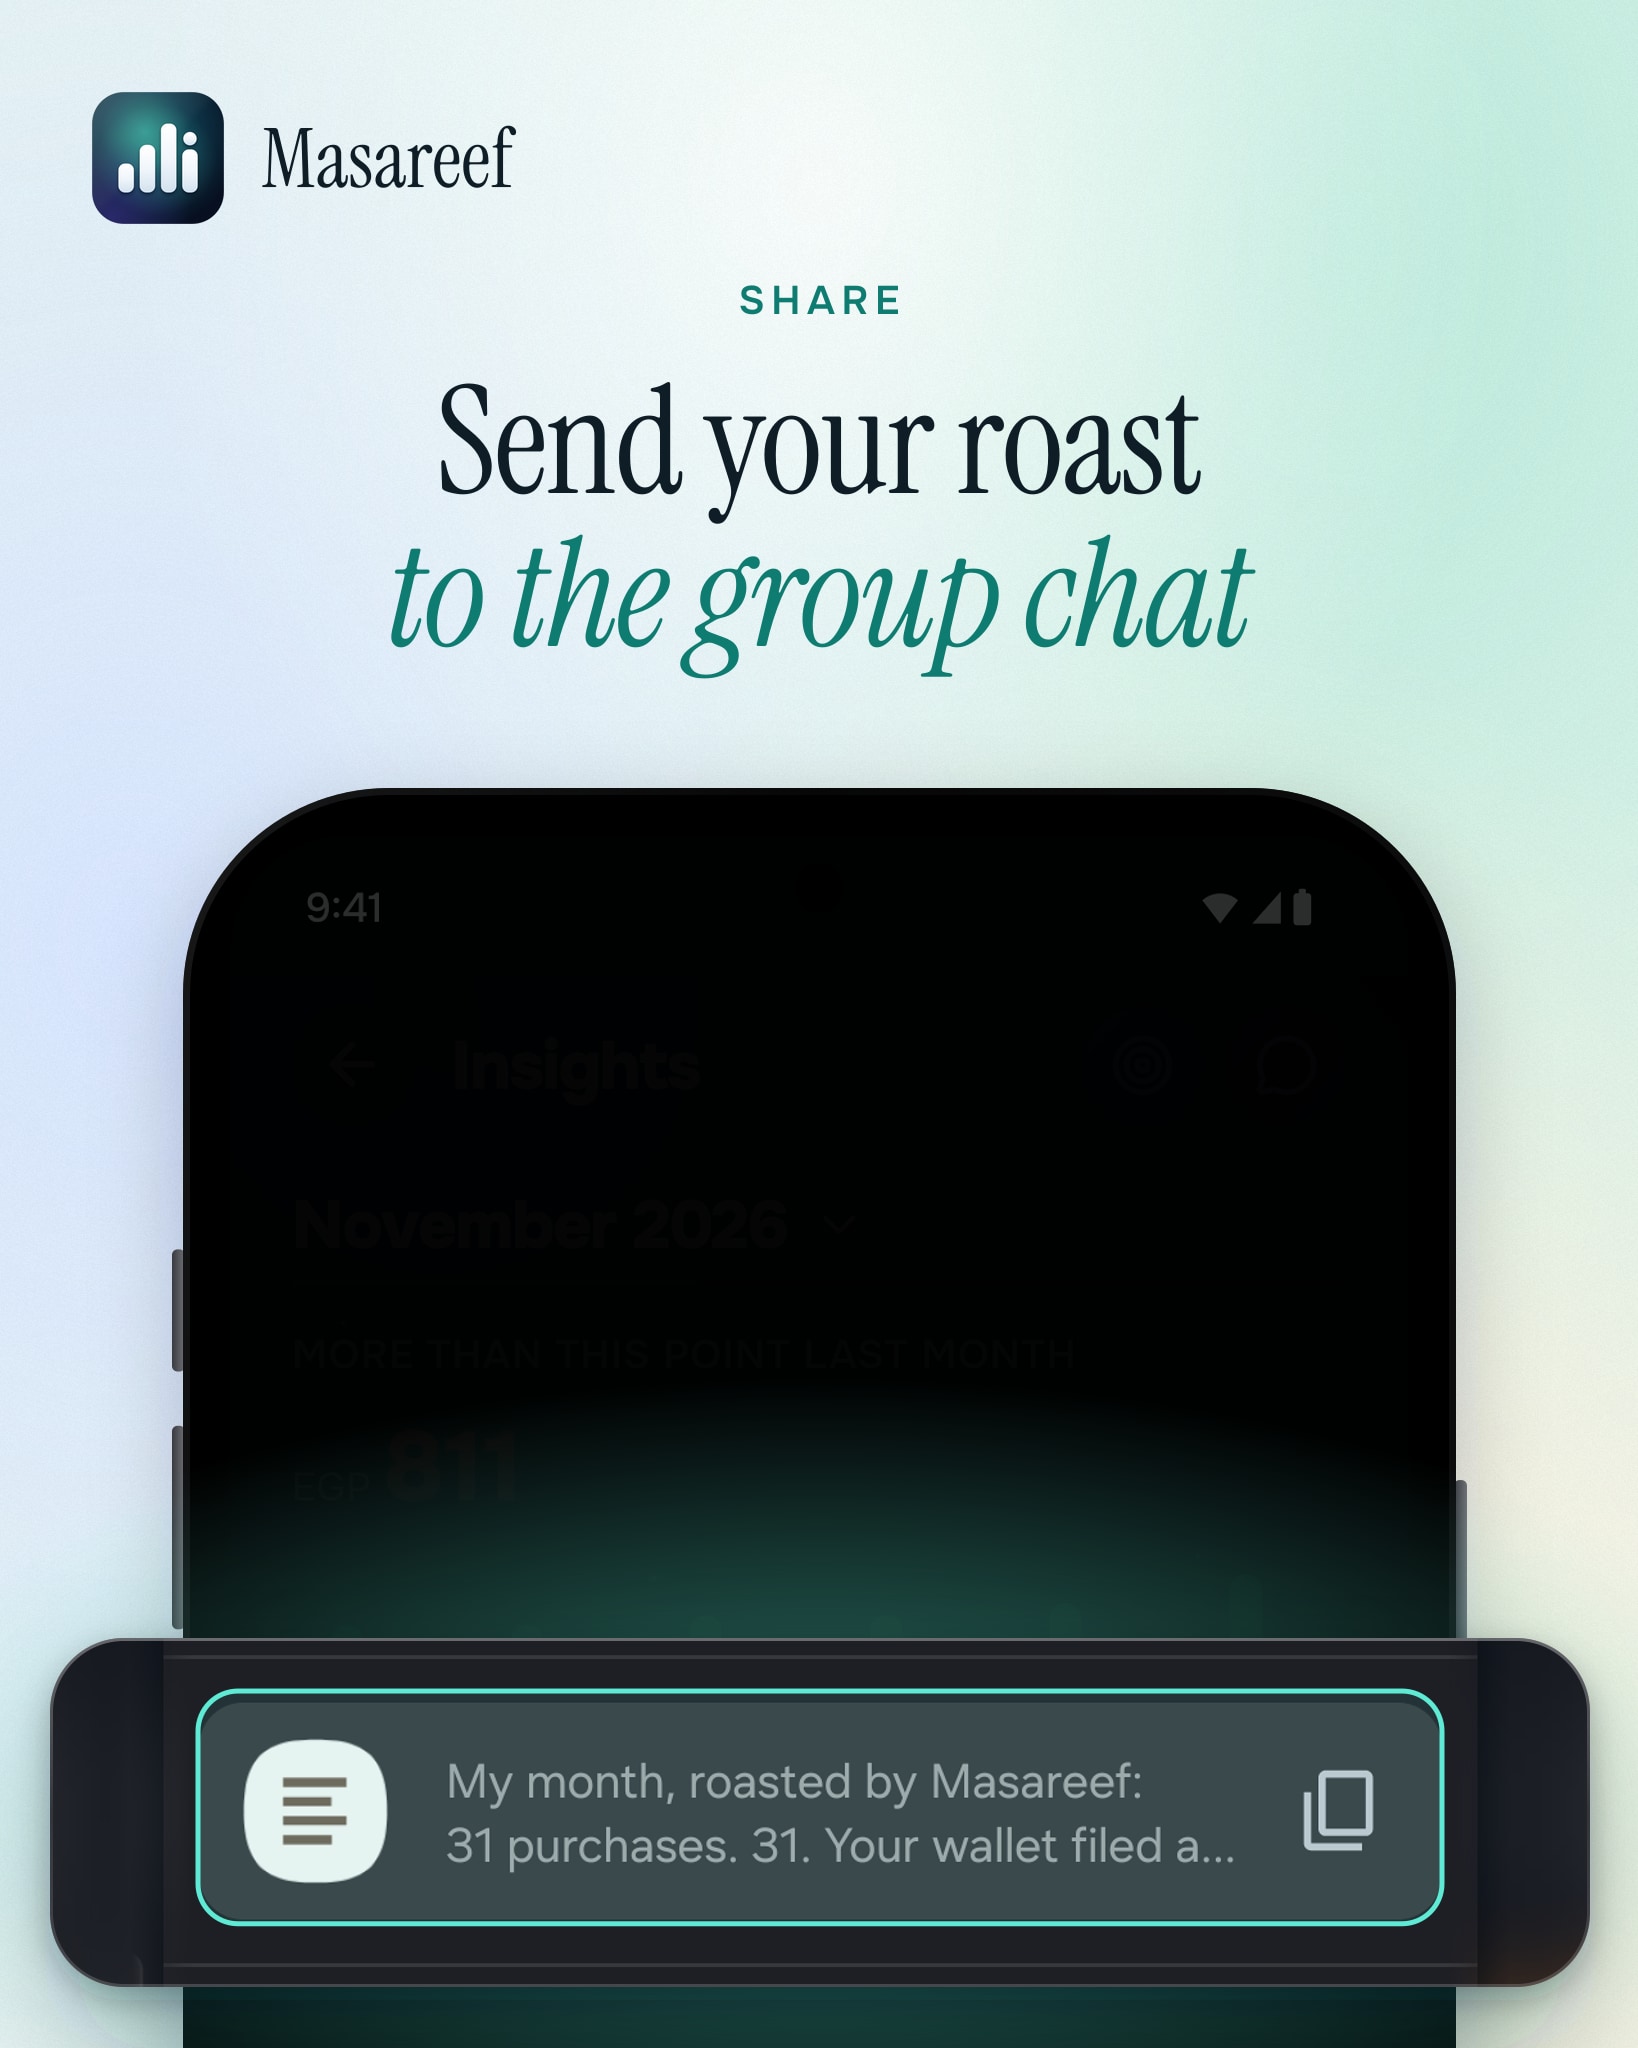 Masareef
SHARE
Send your roast
to the group chat
9:41
Insights
November 2026
MORE THAN THIS POINT LAST MONTH
EGP 811
My month, roasted by Masareef:
31 purchases. 31. Your wallet filed a...